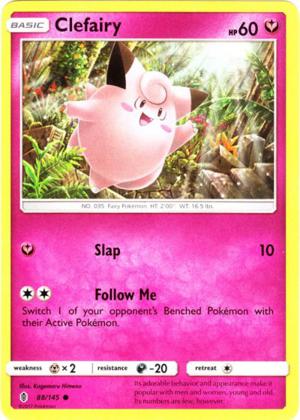 BASIC Clefairy HP 60
NO. 035 Fairy Pokémon HT: 2'00" WT: 16.5 lbs.
Slap 10
Follow Me
Switch 1 of your opponent's Benched Pokémon
with their Active Pokémon.
weakness ×2 resistance -20 retreat
Illus. Kagemaru Himeno
Its adorable behavior and appearance make it
popular with men and women, young and old.
Its numbers are few, however.
88/145
©2017 Pokémon